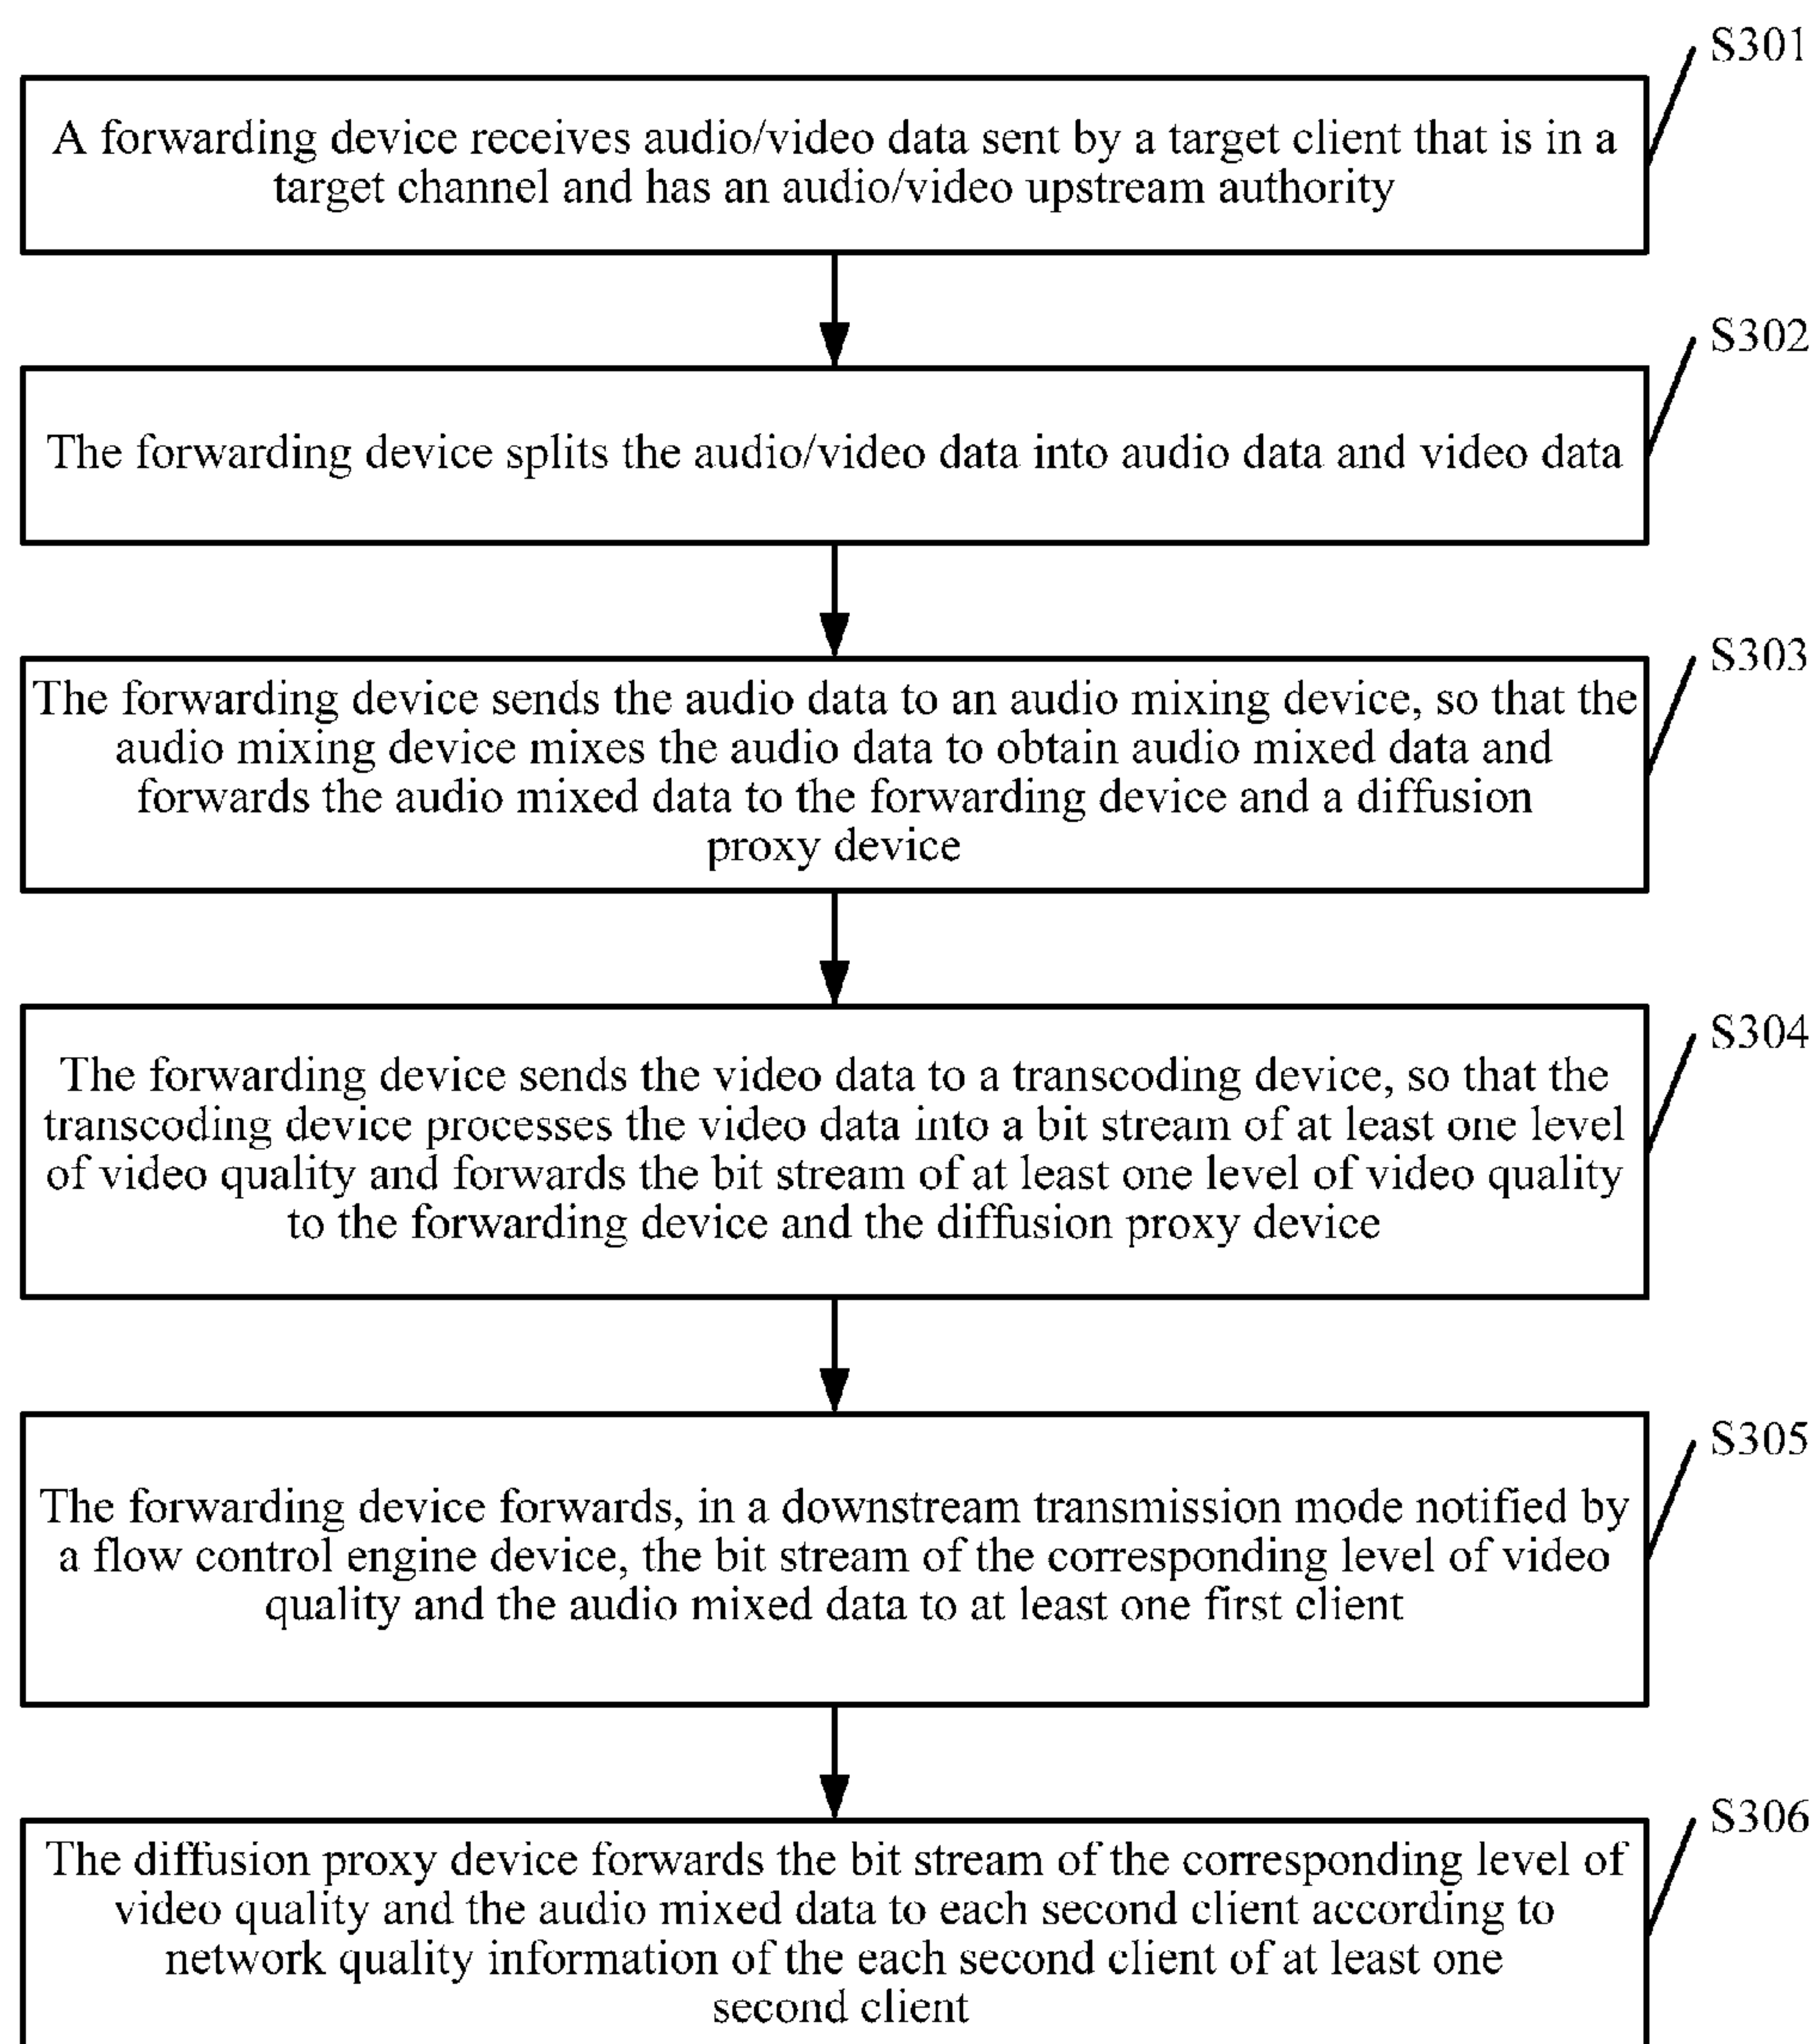 S301
A forwarding device receives audio/video data sent by a target client that is in a
target channel and has an audio/video upstream authority
S302
The forwarding device splits the audio/video data into audio data and video data
S303
The forwarding device sends the audio data to an audio mixing device, so that the
audio mixing device mixes the audio data to obtain audio mixed data and
forwards the audio mixed data to the forwarding device and a diffusion
proxy device
S304
The forwarding device sends the video data to a transcoding device, so that the
transcoding device processes the video data into a bit stream of at least one level
of video quality and forwards the bit stream of at least one level of video quality
to the forwarding device and the diffusion proxy device
S305
The forwarding device forwards, in a downstream transmission mode notified by
a flow control engine device, the bit stream of the corresponding level of video
quality and the audio mixed data to at least one first client
S306
The diffusion proxy device forwards the bit stream of the corresponding level of
video quality and the audio mixed data to each second client according to
network quality information of the each second client of at least one
second client